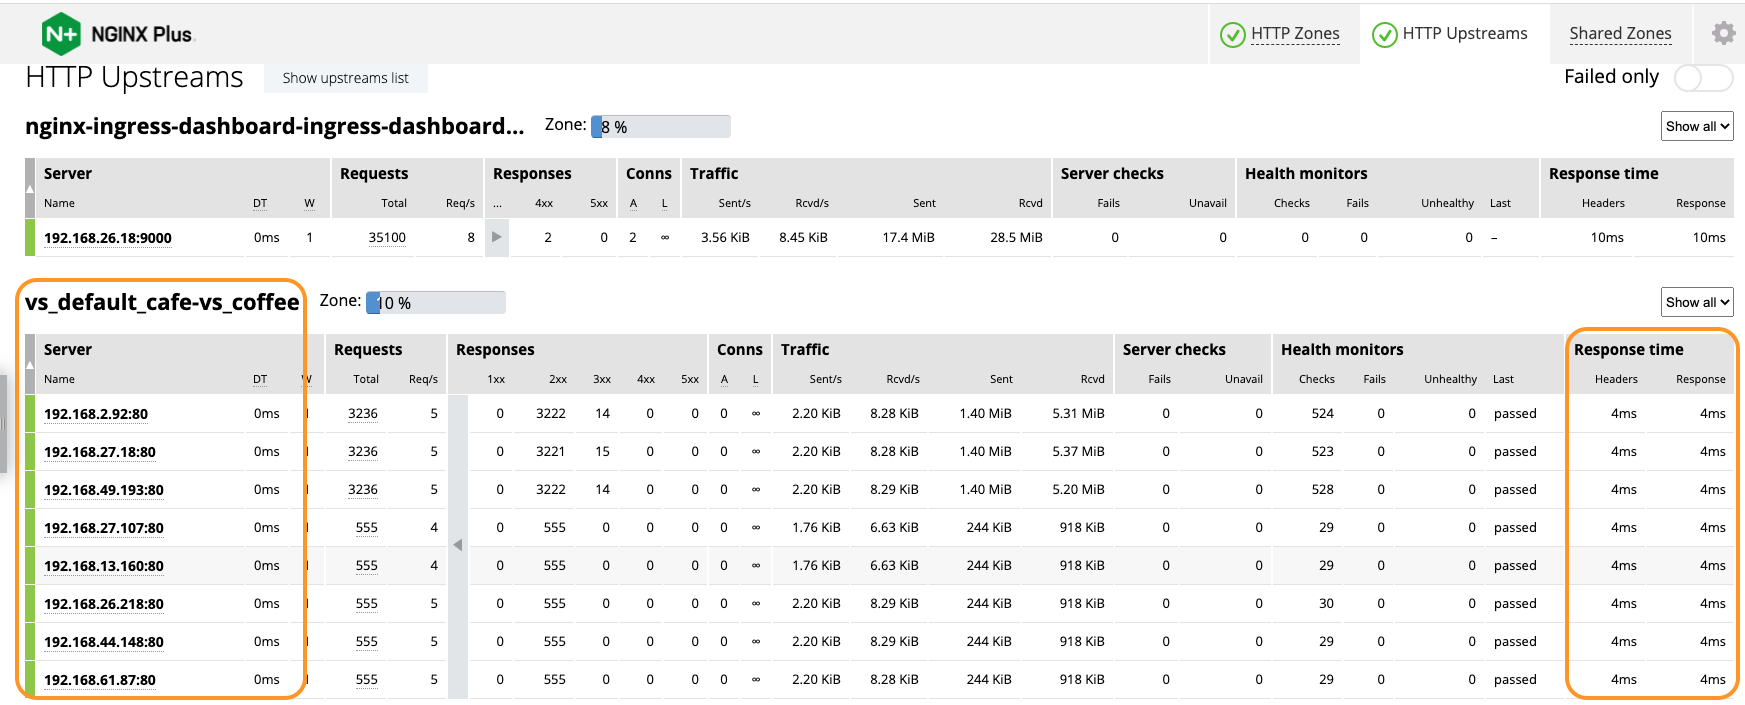 N+ NGINX Plus HTTP Zones HTTP Upstreams Shared Zones
HTTP Upstreams Show upstreams list Failed only
nginx-ingress-dashboard-ingress-dashboard... Zone: 8 % Show all
Server Requests Responses Conns Traffic Server checks Health monitors Response time
Name DT W Total Req/s ... 4xx 5xx A L Sent/s Rcvd/s Sent Rcvd Fails Unavail Checks Fails Unhealthy Last Headers Response
192.168.26.18:9000 0ms 1 35100 8 2 0 2 ∞ 3.56 KiB 8.45 KiB 17.4 MiB 28.5 MiB 0 0 0 0 0 – 10ms 10ms
vs_default_cafe-vs_coffee Zone: 10 % Show all
Server Requests Responses Conns Traffic Server checks Health monitors Response time
Name DT W Total Req/s 1xx 2xx 3xx 4xx 5xx A L Sent/s Rcvd/s Sent Rcvd Fails Unavail Checks Fails Unhealthy Last Headers Response
192.168.2.92:80 0ms 3236 5 0 3222 14 0 0 0 ∞ 2.20 KiB 8.28 KiB 1.40 MiB 5.31 MiB 0 0 524 0 0 passed 4ms 4ms
192.168.27.18:80 0ms 3236 5 0 3221 15 0 0 0 ∞ 2.20 KiB 8.28 KiB 1.40 MiB 5.37 MiB 0 0 523 0 0 passed 4ms 4ms
192.168.49.193:80 0ms 3236 5 0 3222 14 0 0 0 ∞ 2.20 KiB 8.29 KiB 1.40 MiB 5.20 MiB 0 0 528 0 0 passed 4ms 4ms
192.168.27.107:80 0ms 555 4 0 555 0 0 0 0 ∞ 1.76 KiB 6.63 KiB 244 KiB 918 KiB 0 0 29 0 0 passed 4ms 4ms
192.168.13.160:80 0ms 555 4 0 555 0 0 0 0 ∞ 1.76 KiB 6.63 KiB 244 KiB 918 KiB 0 0 29 0 0 passed 4ms 4ms
192.168.26.218:80 0ms 555 5 0 555 0 0 0 0 ∞ 2.20 KiB 8.29 KiB 244 KiB 918 KiB 0 0 30 0 0 passed 4ms 4ms
192.168.44.148:80 0ms 555 5 0 555 0 0 0 0 ∞ 2.20 KiB 8.29 KiB 244 KiB 918 KiB 0 0 29 0 0 passed 4ms 4ms
192.168.61.87:80 0ms 555 5 0 555 0 0 0 0 ∞ 2.20 KiB 8.28 KiB 244 KiB 918 KiB 0 0 29 0 0 passed 4ms 4ms